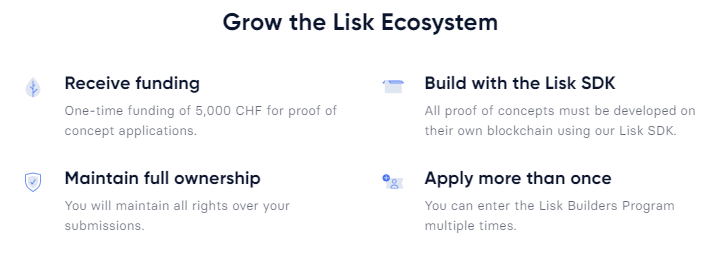 Grow the Lisk Ecosystem
Receive funding
One-time funding of 5,000 CHF for proof of
concept applications.
Build with the Lisk SDK
All proof of concepts must be developed on
their own blockchain using our Lisk SDK.
Maintain full ownership
You will maintain all rights over your
submissions.
Apply more than once
You can enter the Lisk Builders Program
multiple times.